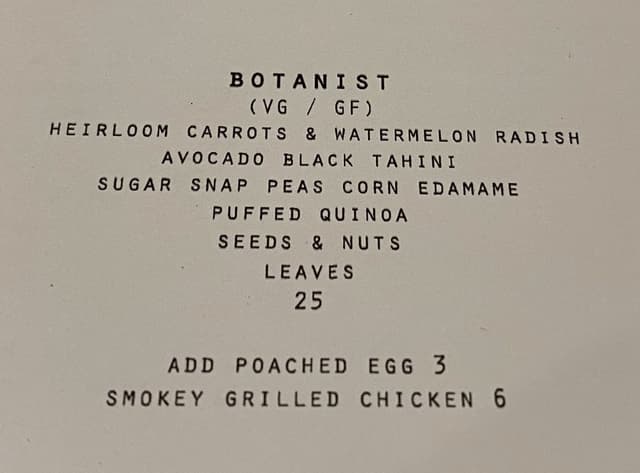 BOTANIST
(VG / GF)
HEIRLOOM CARROTS & WATERMELON RADISH
AVOCADO BLACK TAHINI
SUGAR SNAP PEAS CORN EDAMAME
PUFFED QUINOA
SEEDS & NUTS
LEAVES
25
ADD POACHED EGG 3
SMOKEY GRILLED CHICKEN 6